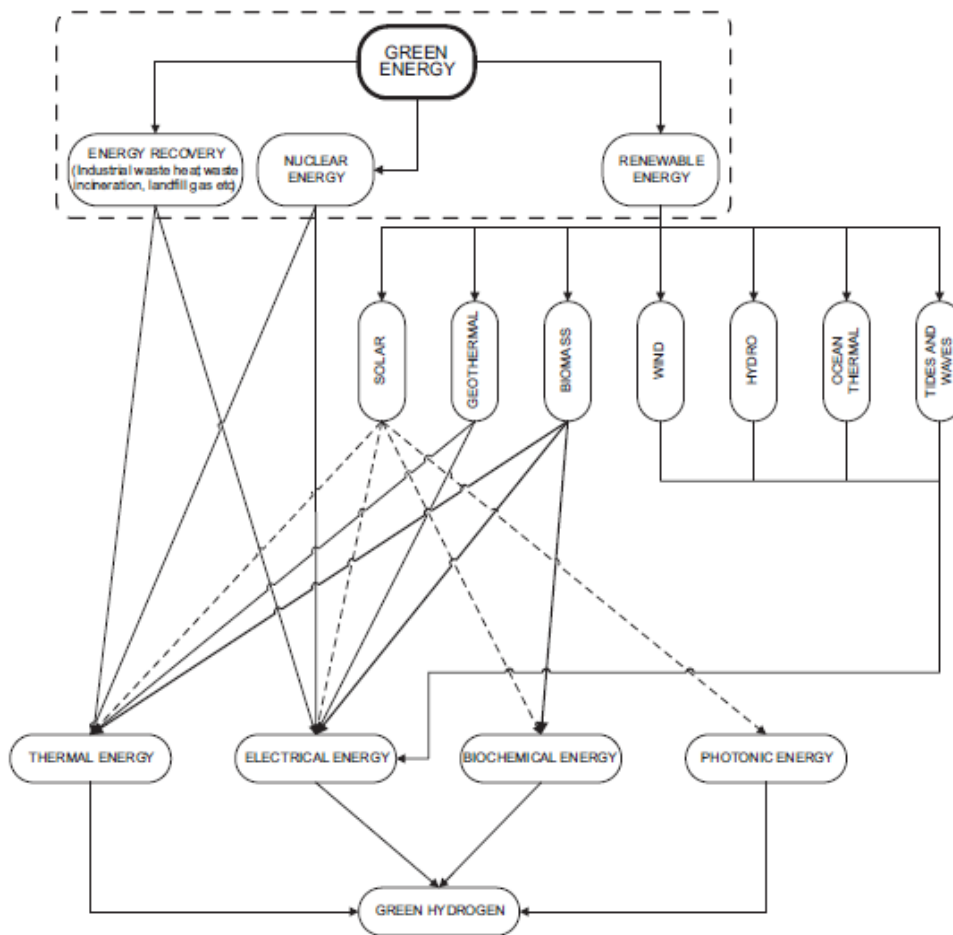 GREEN
ENERGY
ENERGY RECOVERY
(Industrial waste heat, waste
incineration, landfill gas etc)
NUCLEAR
ENERGY
RENEWABLE
ENERGY
SOLAR
GEOTHERMAL
BIOMASS
WIND
HYDRO
OCEAN
THERMAL
TIDES AND
WAVES
THERMAL ENERGY
ELECTRICAL ENERGY
BIOCHEMICAL ENERGY
PHOTONIC ENERGY
GREEN HYDROGEN